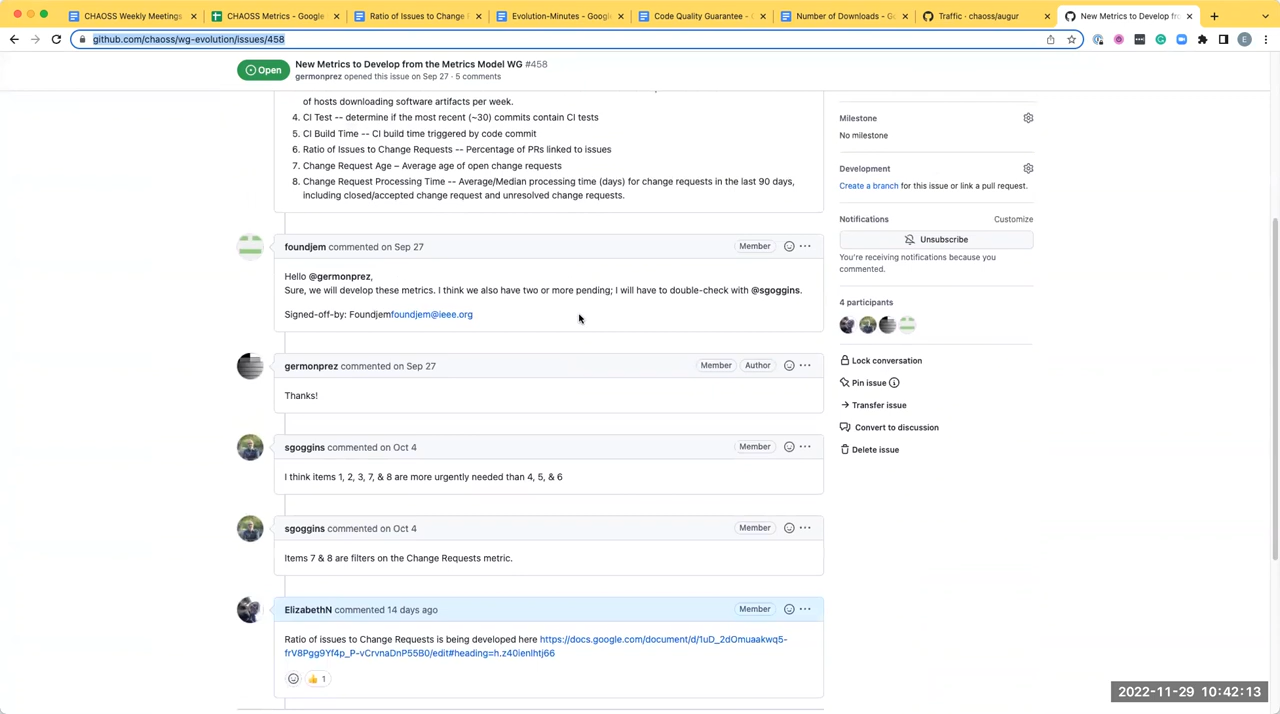 CHAOSS Weekly Meetings
CHAOSS Metrics - Google
Ratio of Issues to Change
Evolution-Minutes - Goog
Code Quality Guarantee -
Number of Downloads - G
Traffic · chaoss/augur
New Metrics to Develop fr
github.com/chaoss/wg-evolution/issues/458
E
Open
New Metrics to Develop from the Metrics Model WG #458
germonprez opened this issue on Sep 27 · 5 comments
of hosts downloading software artifacts per week.
4. CI Test -- determine if the most recent (~30) commits contain CI tests
5. CI Build Time -- CI build time triggered by code commit
6. Ratio of Issues to Change Requests -- Percentage of PRs linked to issues
7. Change Request Age – Average age of open change requests
8. Change Request Processing Time -- Average/Median processing time (days) for change requests in the last 90 days,
including closed/accepted change request and unresolved change requests.
foundjem commented on Sep 27
Member
Hello @germonprez,
Sure, we will develop these metrics. I think we also have two or more pending; I will have to double-check with @sgoggins.
Signed-off-by: Foundjemfoundjem@ieee.org
germonprez commented on Sep 27
Member
Author
Thanks!
sgoggins commented on Oct 4
Member
I think items 1, 2, 3, 7, & 8 are more urgently needed than 4, 5, & 6
sgoggins commented on Oct 4
Member
Items 7 & 8 are filters on the Change Requests metric.
ElizabethN commented 14 days ago
Member
Ratio of issues to Change Requests is being developed here https://docs.google.com/document/d/1uD_2dOmuaakwq5-
frV8Pgg9Yf4p_P-vCrvnaDnP55B0/edit#heading=h.z40ienlhtj66
1
Milestone
No milestone
Development
Create a branch for this issue or link a pull request.
Notifications
Customize
Unsubscribe
You're receiving notifications because you
commented.
4 participants
Lock conversation
Pin issue
Transfer issue
Convert to discussion
Delete issue
2022-11-29 10:42:13